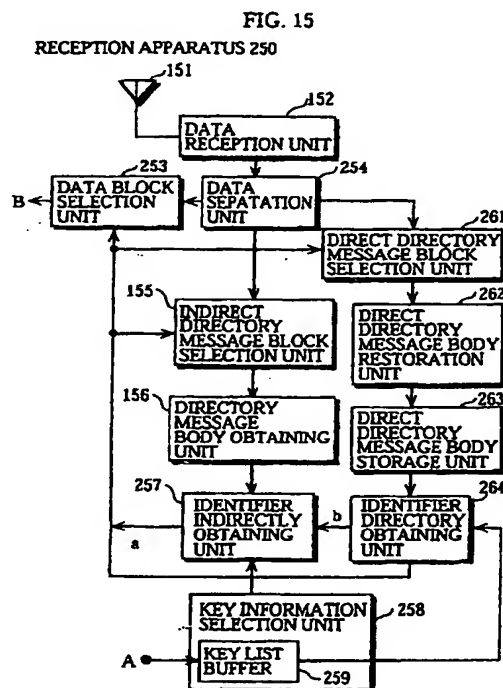 FIG. 15
RECEPTION APPARATUS 250
151
152
DATA
RECEPTION UNIT
253
254
B
DATA BLOCK
SELECTION
UNIT
DATA
SEPATATION
UNIT
261
DIRECT DIRECTORY
MESSAGE BLOCK
SELECTION UNIT
155
262
INDIRECT
DIRECTORY
MESSAGE BLOCK
SELECTION UNIT
DIRECT
DIRECTORY
MESSAGE BODY
RESTORATION
UNIT
156
DIRECTORY
MESSAGE
BODY OBTAINING
UNIT
263
DIRECT
DIRECTORY
MESSAGE BODY
STORAGE UNIT
257
264
IDENTIFIER
INDIRECTLY
OBTAINING
UNIT
IDENTIFIER
DIRECTORY
OBTAINING
UNIT
a
b
KEY INFORMATION
SELECTION UNIT
258
A
KEY LIST
BUFFER
259